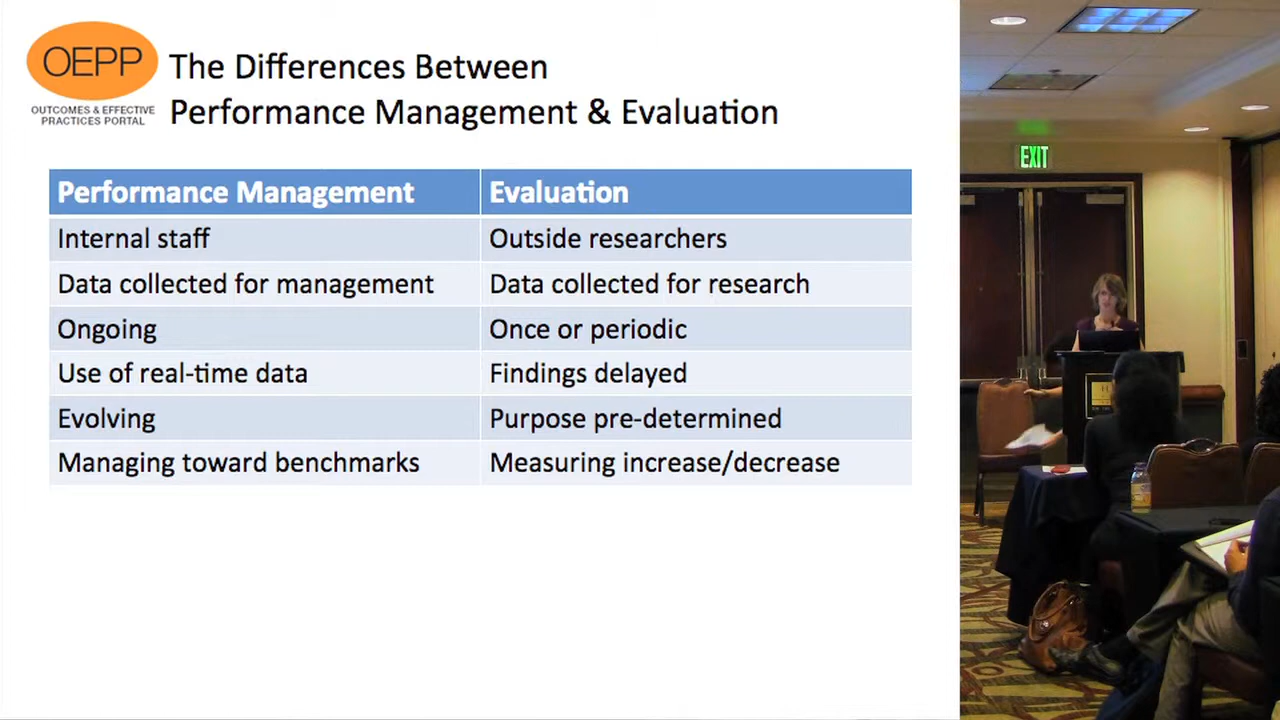 OEPP
OUTCOMES & EFFECTIVE
PRACTICES PORTAL
The Differences Between
Performance Management & Evaluation
Performance Management Evaluation
Internal staff Outside researchers
Data collected for management Data collected for research
Ongoing Once or periodic
Use of real-time data Findings delayed
Evolving Purpose pre-determined
Managing toward benchmarks Measuring increase/decrease
EXIT